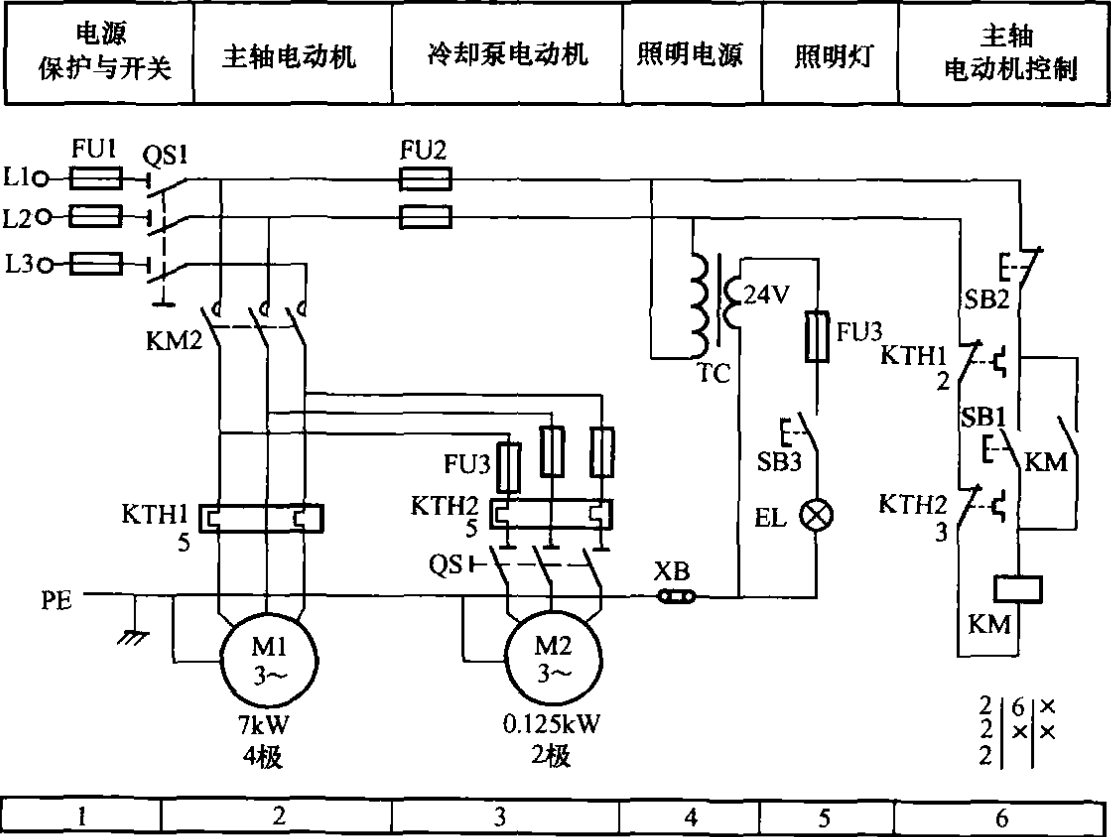 电源
保护与开关
主轴电动机
冷却泵电动机
照明电源
照明灯
主轴
电动机控制
FU1
QS1
FU2
L1
L2
L3
KM2
24V
TC
FU3
SB2
KTH1
2
SB1
KM
SB3
FU3
KTH1
5
KTH2
5
EL
KTH2
3
QS
XB
PE
KM
M1
3～
M2
3～
7kW
4极
0.125kW
2极
2 6 ×
2 × ×
2
1 2 3 4 5 6